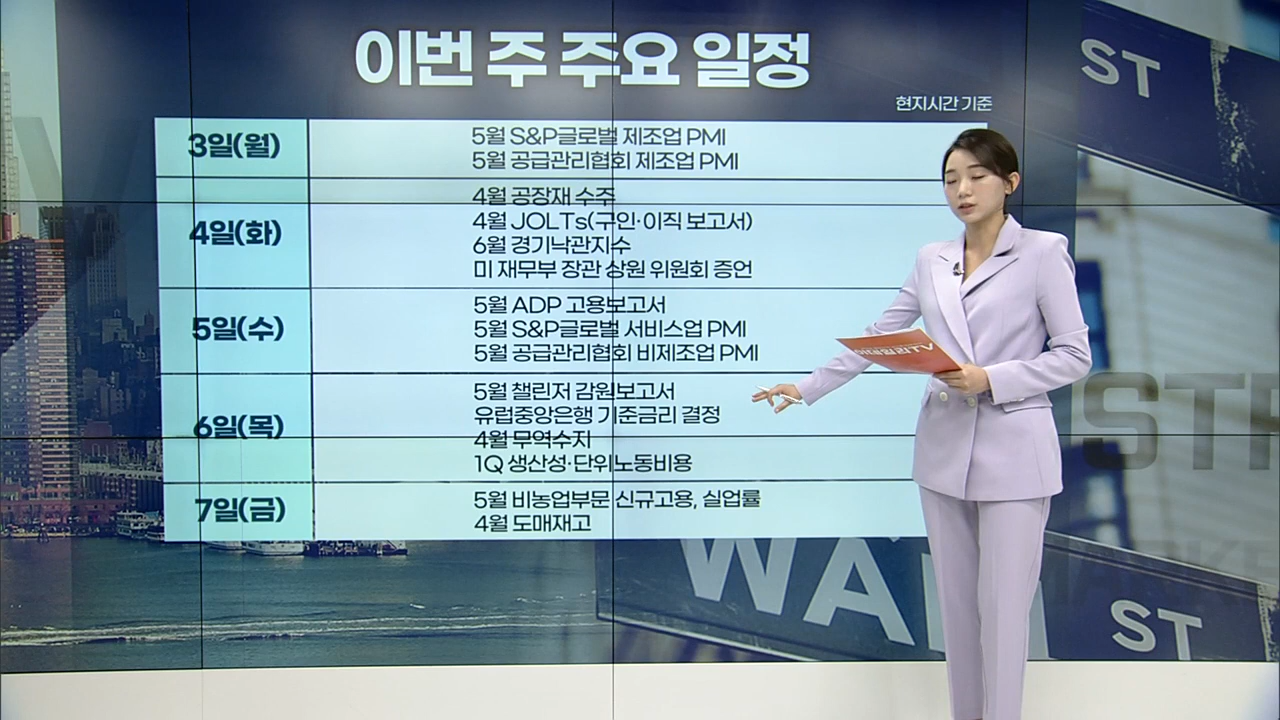 이번 주 주요 일정
현지시간 기준
3일(월)
5월 S&P글로벌 제조업 PMI
5월 공급관리협회 제조업 PMI
4일(화)
4월 공장재 수주
4월 JOLTs(구인·이직 보고서)
6월 경기낙관지수
미 재무부 장관 상원 위원회 증언
5일(수)
5월 ADP 고용보고서
5월 S&P글로벌 서비스업 PMI
5월 공급관리협회 비제조업 PMI
6일(목)
5월 챌린저 감원보고서
유럽중앙은행 기준금리 결정
4월 무역수지
1Q 생산성·단위노동비용
7일(금)
5월 비농업부문 신규고용, 실업률
4월 도매재고
ST
이데일리TV
WA
ST